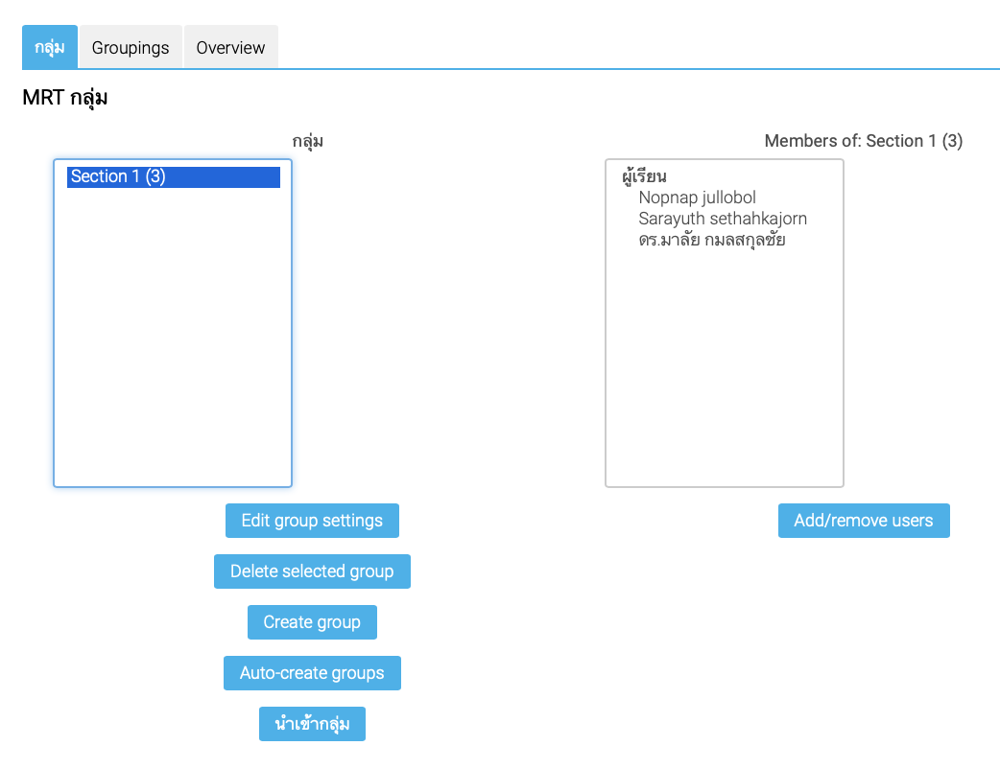 กลุ่ม Groupings Overview
MRT กลุ่ม
กลุ่ม
Section 1 (3)
Edit group settings
Delete selected group
Create group
Auto-create groups
นำเข้ากลุ่ม
Members of: Section 1 (3)
ผู้เรียน
Nopnap jullobol
Sarayuth sethahkajorn
ดร.มาลัย กมลสกุลชัย
Add/remove users